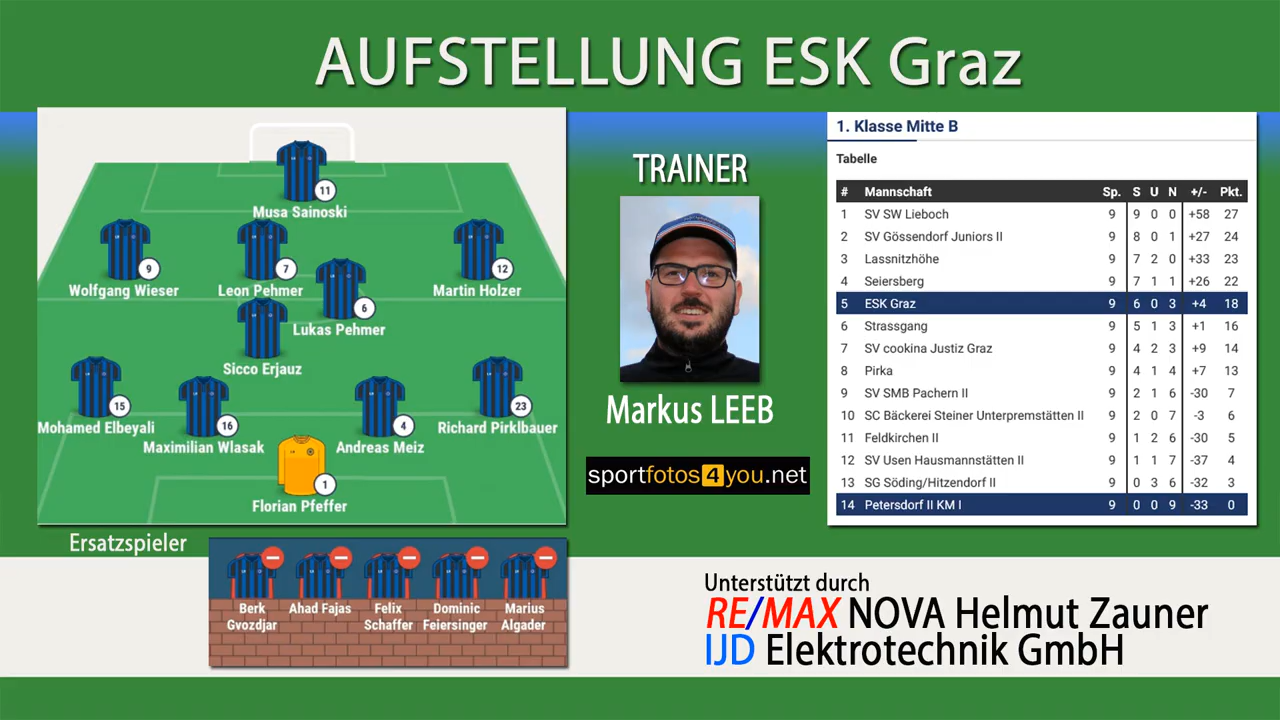 AUFSTELLUNG ESK Graz
11
Musa Sainoski
9
Wolfgang Wieser
7
Leon Pehmer
12
Martin Holzer
6
Lukas Pehmer
Sicco Erjauz
15
Mohamed Elbeyali
16
Maximilian Wlasak
4
Andreas Meiz
23
Richard Pirklbauer
1
Florian Pfeffer
Ersatzspieler
Berk Gvozdjar
Ahad Fajas
Felix Schaffer
Dominic Feiersinger
Marius Algader
TRAINER
Markus LEEB
sportfotos4you.net
1. Klasse Mitte B
Tabelle
# Mannschaft Sp. S U N +/- Pkt.
1 SV SW Lieboch 9 9 0 0 +58 27
2 SV Gössendorf Juniors II 9 8 0 1 +27 24
3 Lassnitzhöhe 9 7 2 0 +33 23
4 Seiersberg 9 7 1 1 +26 22
5 ESK Graz 9 6 0 3 +4 18
6 Strassgang 9 5 1 3 +1 16
7 SV cookina Justiz Graz 9 4 2 3 +9 14
8 Pirka 9 4 1 4 +7 13
9 SV SMB Pachern II 9 2 1 6 -30 7
10 SC Bäckerei Steiner Unterpremstätten II 9 2 0 7 -3 6
11 Feldkirchen II 9 1 2 6 -30 5
12 SV Usen Hausmannstätten II 9 1 1 7 -37 4
13 SG Söding/Hitzendorf II 9 0 3 6 -32 3
14 Petersdorf II KM I 9 0 0 9 -33 0
Unterstützt durch
RE/MAX NOVA Helmut Zauner
IJD Elektrotechnik GmbH